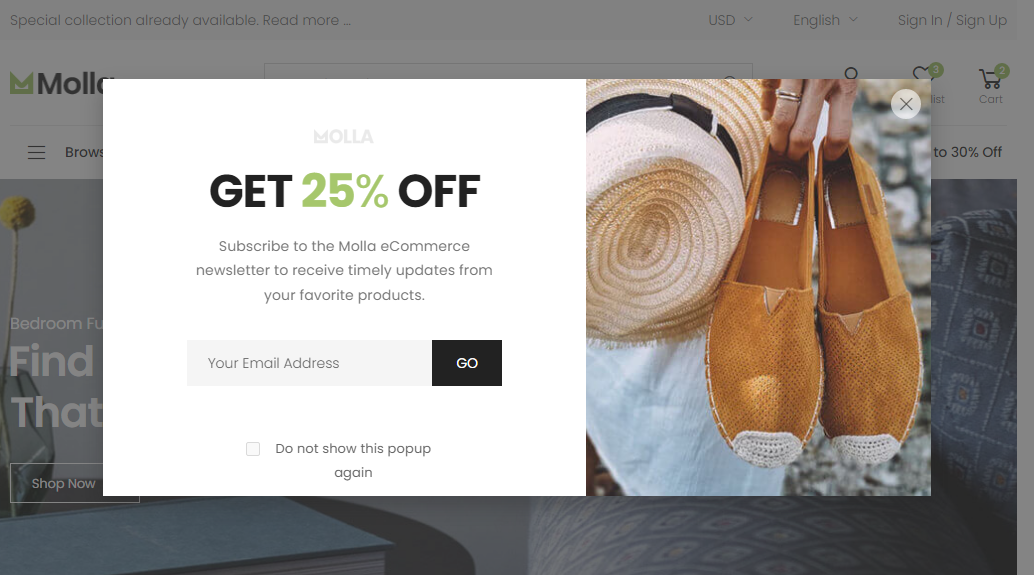 Special collection already available. Read more ...
USD
English
Sign In / Sign Up
Molla
3
2
list
Cart
Brows
to 30% Off
MOLLA
GET 25% OFF
Subscribe to the Molla eCommerce
newsletter to receive timely updates from
your favorite products.
Your Email Address
GO
Do not show this popup
again
Bedroom Fu
Find
That
Shop Now